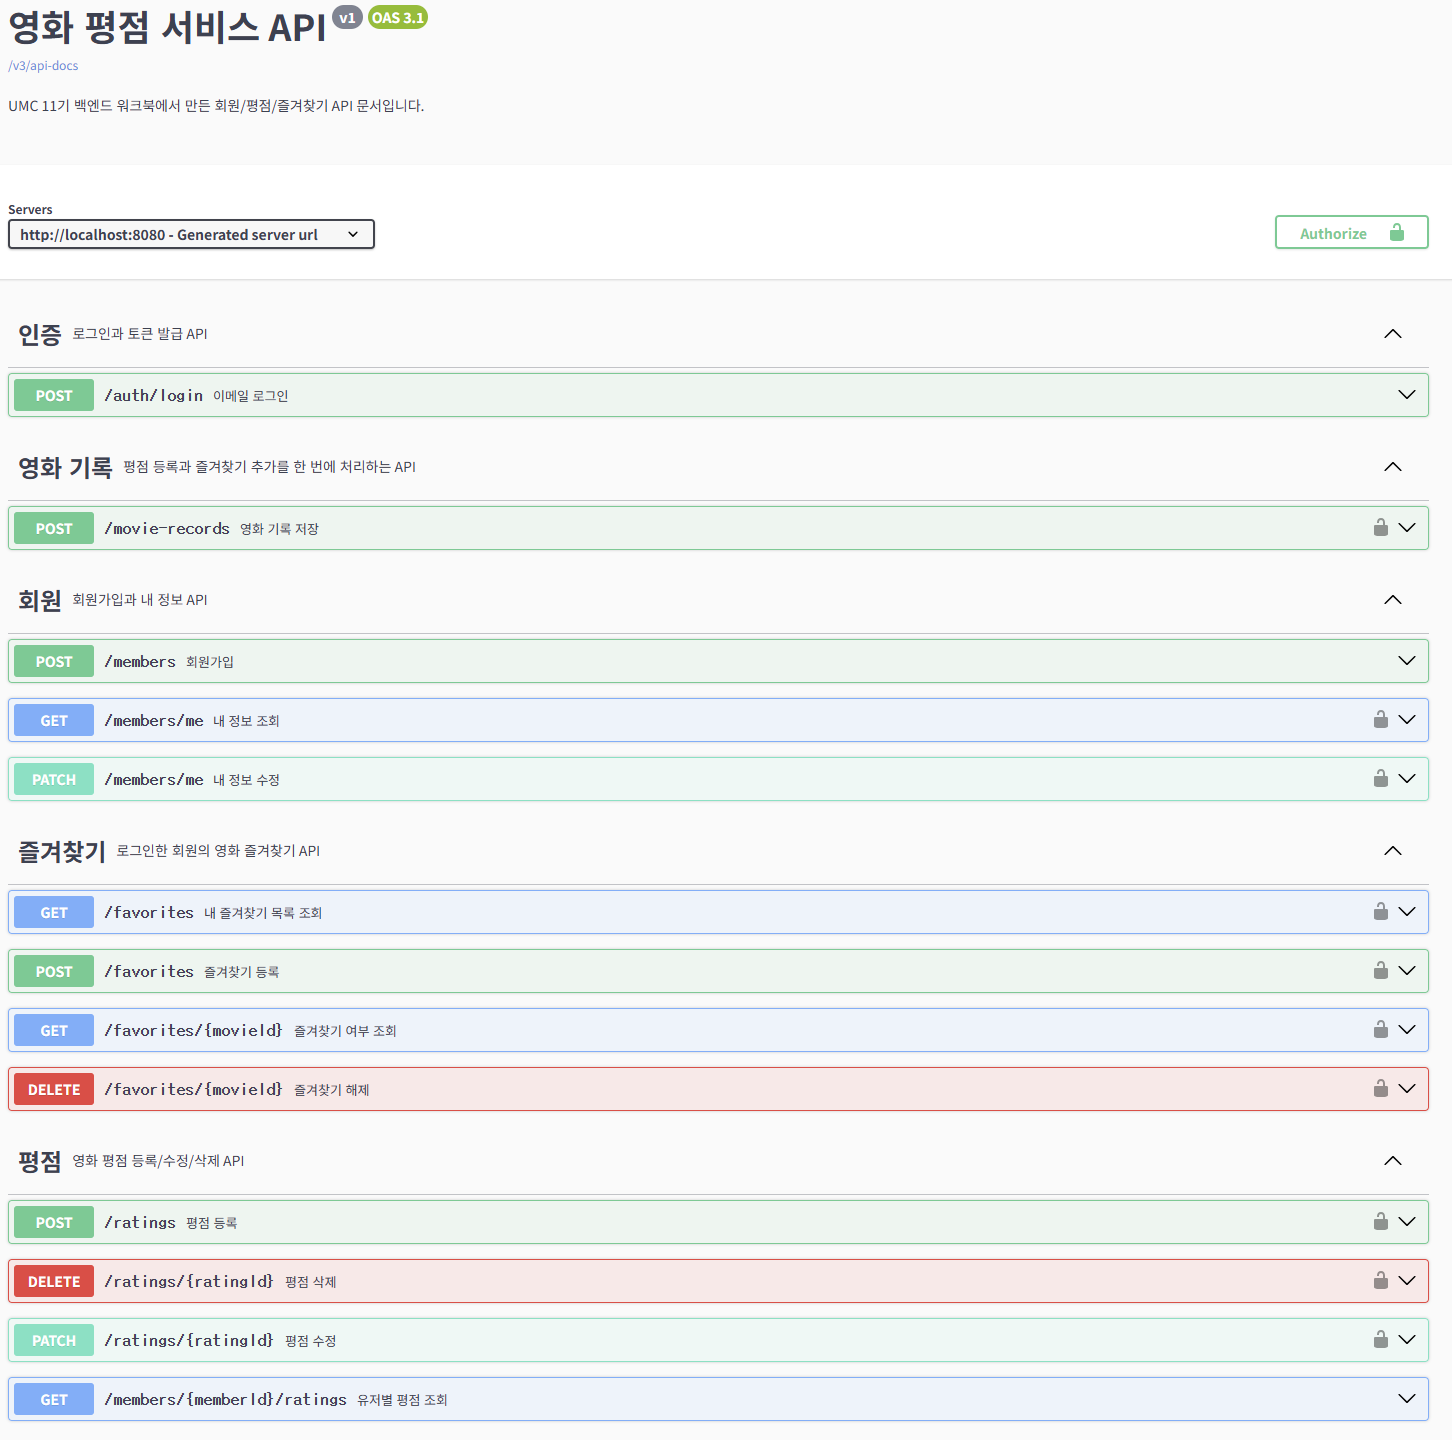 영화 평점 서비스 API v1 OAS 3.1
/v3/api-docs
UMC 11기 백엔드 워크북에서 만든 회원/평점/즐겨찾기 API 문서입니다.
Servers
http://localhost:8080 - Generated server url
Authorize
인증 로그인과 토큰 발급 API
POST /auth/login 이메일 로그인
영화 기록 평점 등록과 즐겨찾기 추가를 한 번에 처리하는 API
POST /movie-records 영화 기록 저장
회원 회원가입과 내 정보 API
POST /members 회원가입
GET /members/me 내 정보 조회
PATCH /members/me 내 정보 수정
즐겨찾기 로그인한 회원의 영화 즐겨찾기 API
GET /favorites 내 즐겨찾기 목록 조회
POST /favorites 즐겨찾기 등록
GET /favorites/{movieId} 즐겨찾기 여부 조회
DELETE /favorites/{movieId} 즐겨찾기 해제
평점 영화 평점 등록/수정/삭제 API
POST /ratings 평점 등록
DELETE /ratings/{ratingId} 평점 삭제
PATCH /ratings/{ratingId} 평점 수정
GET /members/{memberId}/ratings 유저별 평점 조회